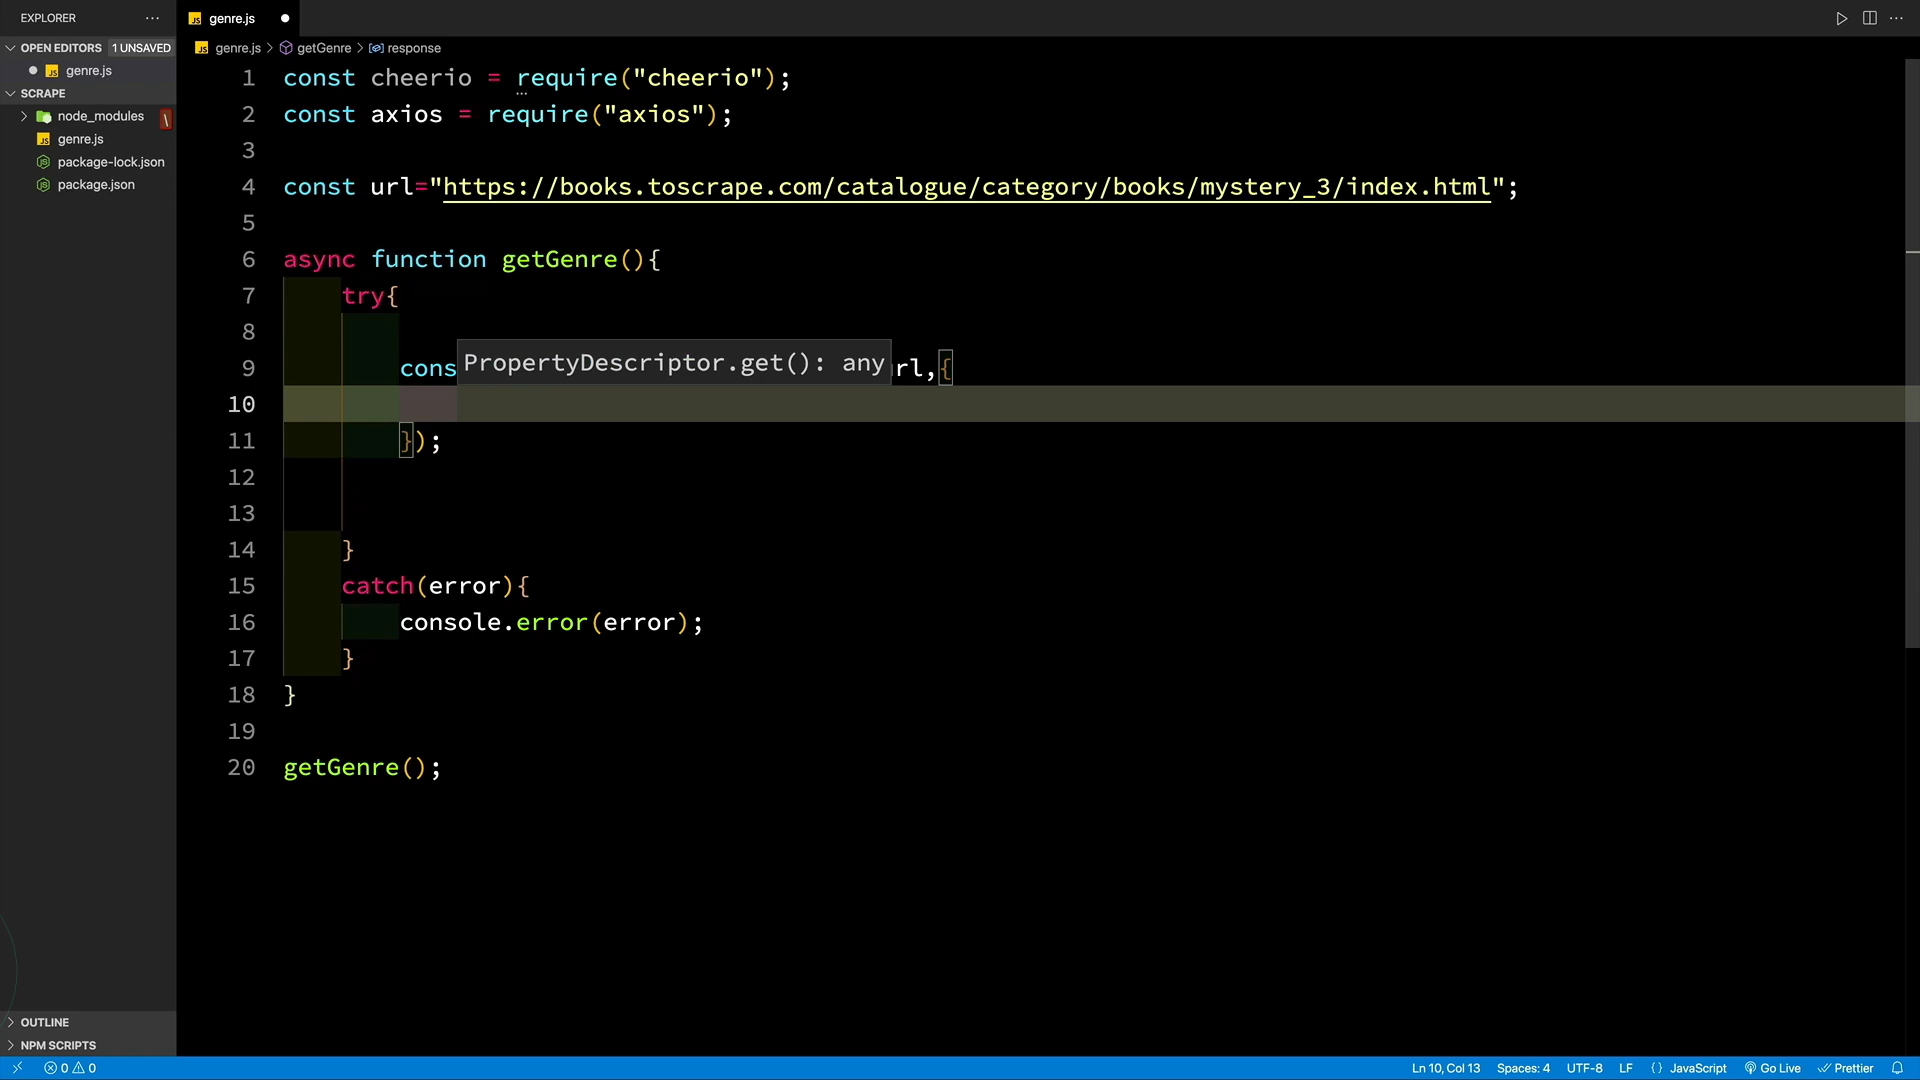 EXPLORER
genre.js
OPEN EDITORS 1 UNSAVED
genre.js
SCRAPE
node_modules
genre.js
package-lock.json
package.json
OUTLINE
NPM SCRIPTS
genre.js > getGenre > response
1 const cheerio = require("cheerio");
2 const axios = require("axios");
3
4 const url="https://books.toscrape.com/catalogue/category/books/mystery_3/index.html";
5
6 async function getGenre(){
7 try{
8
9 cons PropertyDescriptor.get(): any rl,{
10
11 });
12
13
14 }
15 catch(error){
16 console.error(error);
17 }
18 }
19
20 getGenre();
0 0 Ln 10, Col 13 Spaces: 4 UTF-8 LF {} JavaScript Go Live Prettier